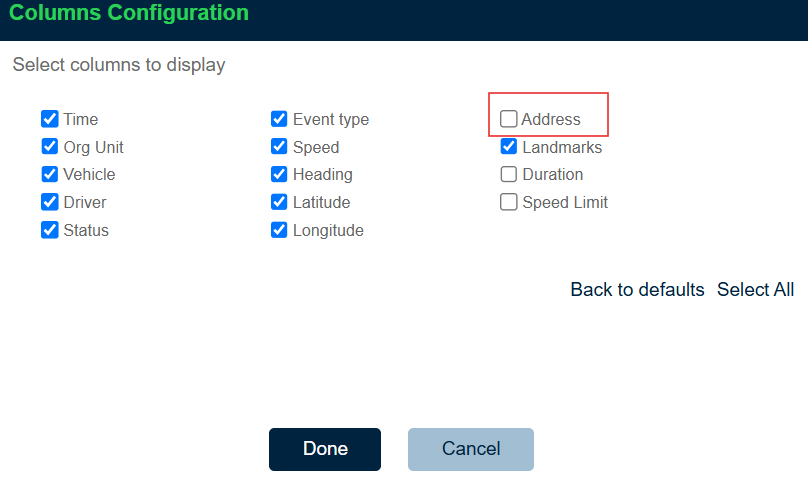 Columns Configuration
Select columns to display
Time
Event type
Address
Org Unit
Speed
Landmarks
Vehicle
Heading
Duration
Driver
Latitude
Speed Limit
Status
Longitude
Back to defaults Select All
Done
Cancel